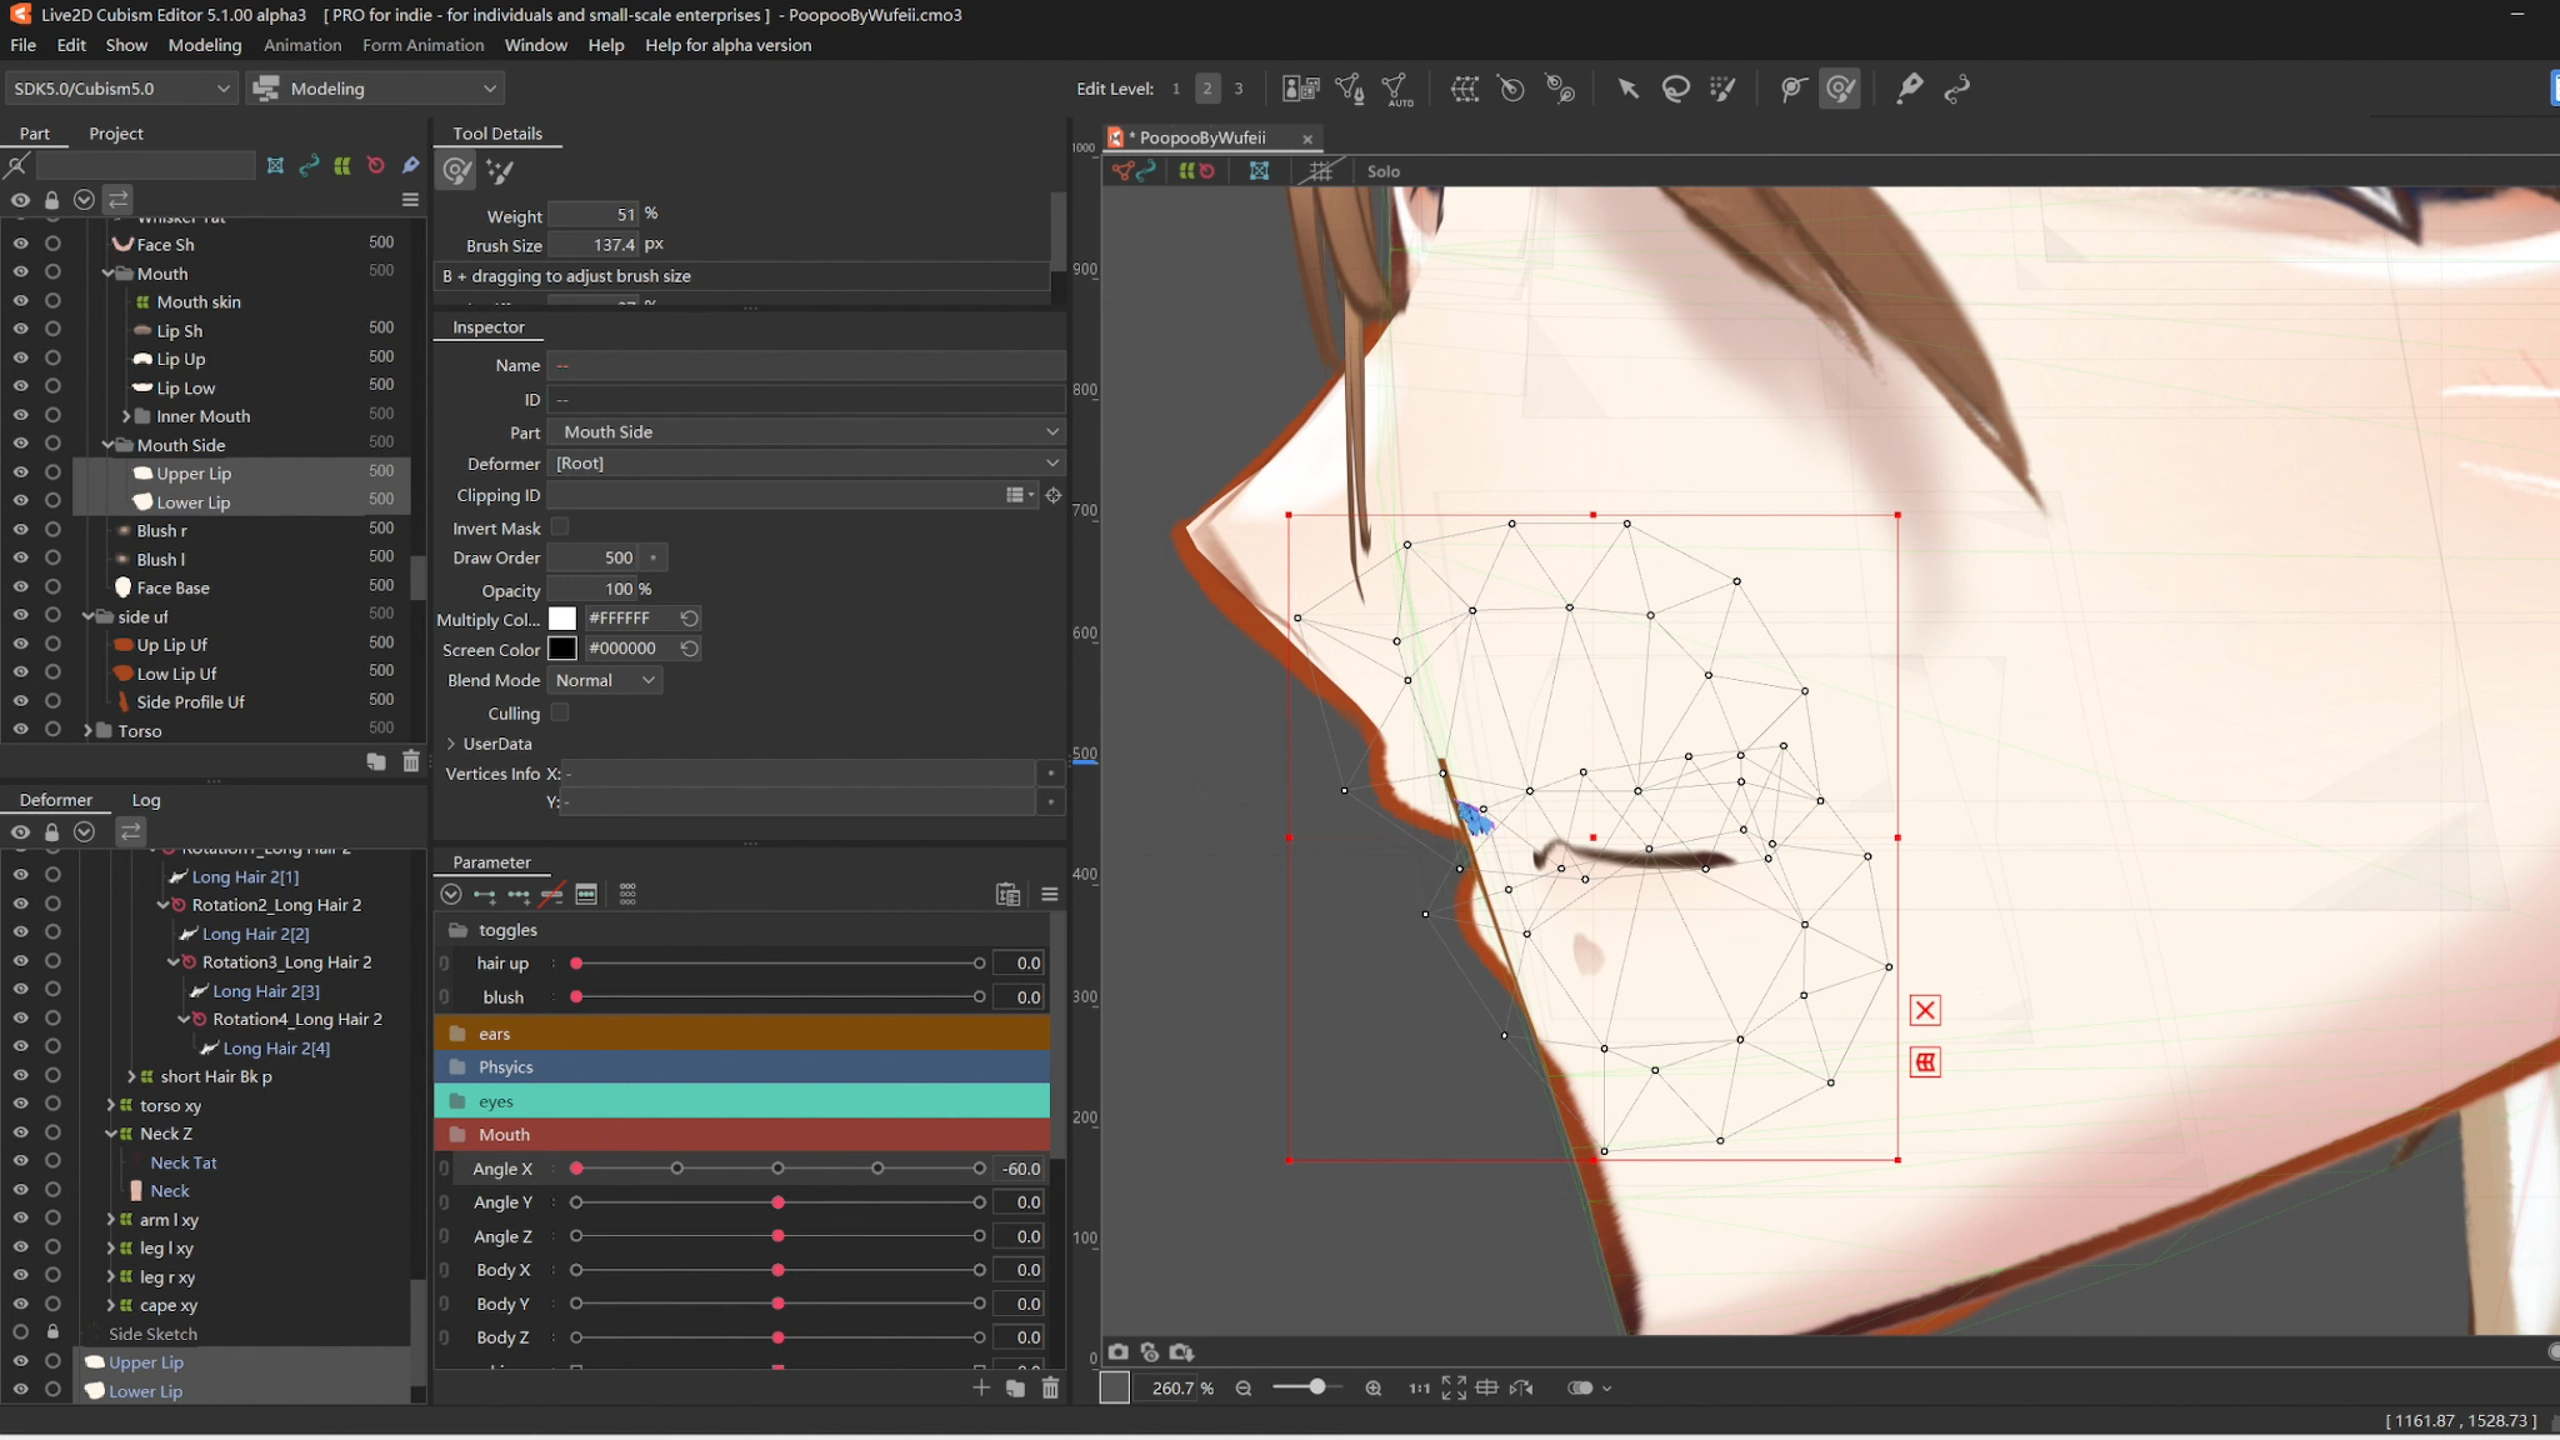 Live2D Cubism Editor 5.1.00 alpha3 [ PRO for indie - for individuals and small-scale enterprises ] - PoopooByWufeii.cmo3
File Edit Show Modeling Animation Form Animation Window Help Help for alpha version
SDK5.0/Cubism5.0 Modeling Edit Level: 1 2 3 AUTO
Part Project
Whisker Tat
Face Sh 500
Mouth 500
Mouth skin
Lip Sh 500
Lip Up 500
Lip Low 500
Inner Mouth 500
Mouth Side 500
Upper Lip 500
Lower Lip 500
Blush r 500
Blush l 500
Face Base 500
side uf 500
Up Lip Uf 500
Low Lip Uf 500
Side Profile Uf 500
Torso 500
Deformer Log
Rotation1_Long Hair 2
Long Hair 2[1]
Rotation2_Long Hair 2
Long Hair 2[2]
Rotation3_Long Hair 2
Long Hair 2[3]
Rotation4_Long Hair 2
Long Hair 2[4]
short Hair Bk p
torso xy
Neck Z
Neck Tat
Neck
arm l xy
leg l xy
leg r xy
cape xy
Side Sketch
Upper Lip
Lower Lip
Tool Details
Weight 51 %
Brush Size 137.4 px
B + dragging to adjust brush size
Inspector
Name --
ID --
Part Mouth Side
Deformer [Root]
Clipping ID
Invert Mask
Draw Order 500
Opacity 100 %
Multiply Col... #FFFFFF
Screen Color #000000
Blend Mode Normal
Culling
UserData
Vertices Info X: -
Y: -
Parameter
toggles
hair up : 0.0
blush : 0.0
ears
Phsyics
eyes
Mouth
Angle X : -60.0
Angle Y : 0.0
Angle Z : 0.0
Body X : 0.0
Body Y : 0.0
Body Z : 0.0
* PoopooByWufeii
Solo
1000
900
800
700
600
500
400
300
200
100
0
260.7 % 1:1
[ 1161.87 , 1528.73 ]